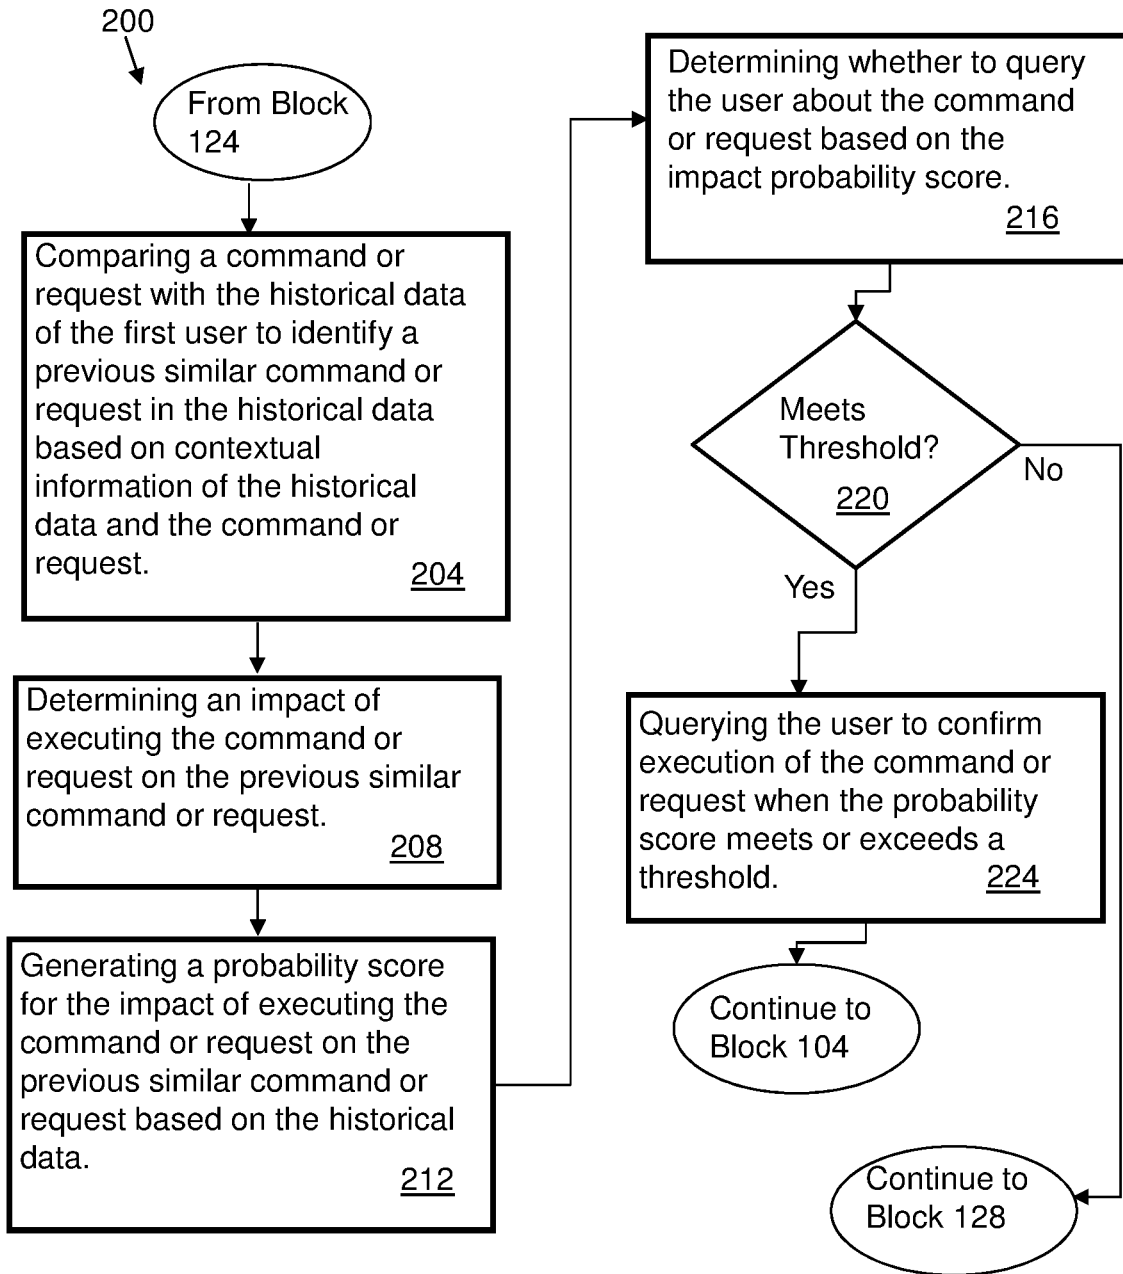 200
From Block
124
Comparing a command or
request with the historical data
of the first user to identify a
previous similar command or
request in the historical data
based on contextual
information of the historical
data and the command or
request.
204
Determining an impact of
executing the command or
request on the previous similar
command or request.
208
Generating a probability score
for the impact of executing the
command or request on the
previous similar command or
request based on the historical
data.
212
Determining whether to query
the user about the command
or request based on the
impact probability score.
216
Meets
Threshold?
220
No
Yes
Querying the user to confirm
execution of the command or
request when the probability
score meets or exceeds a
threshold.
224
Continue to
Block 104
Continue to
Block 128